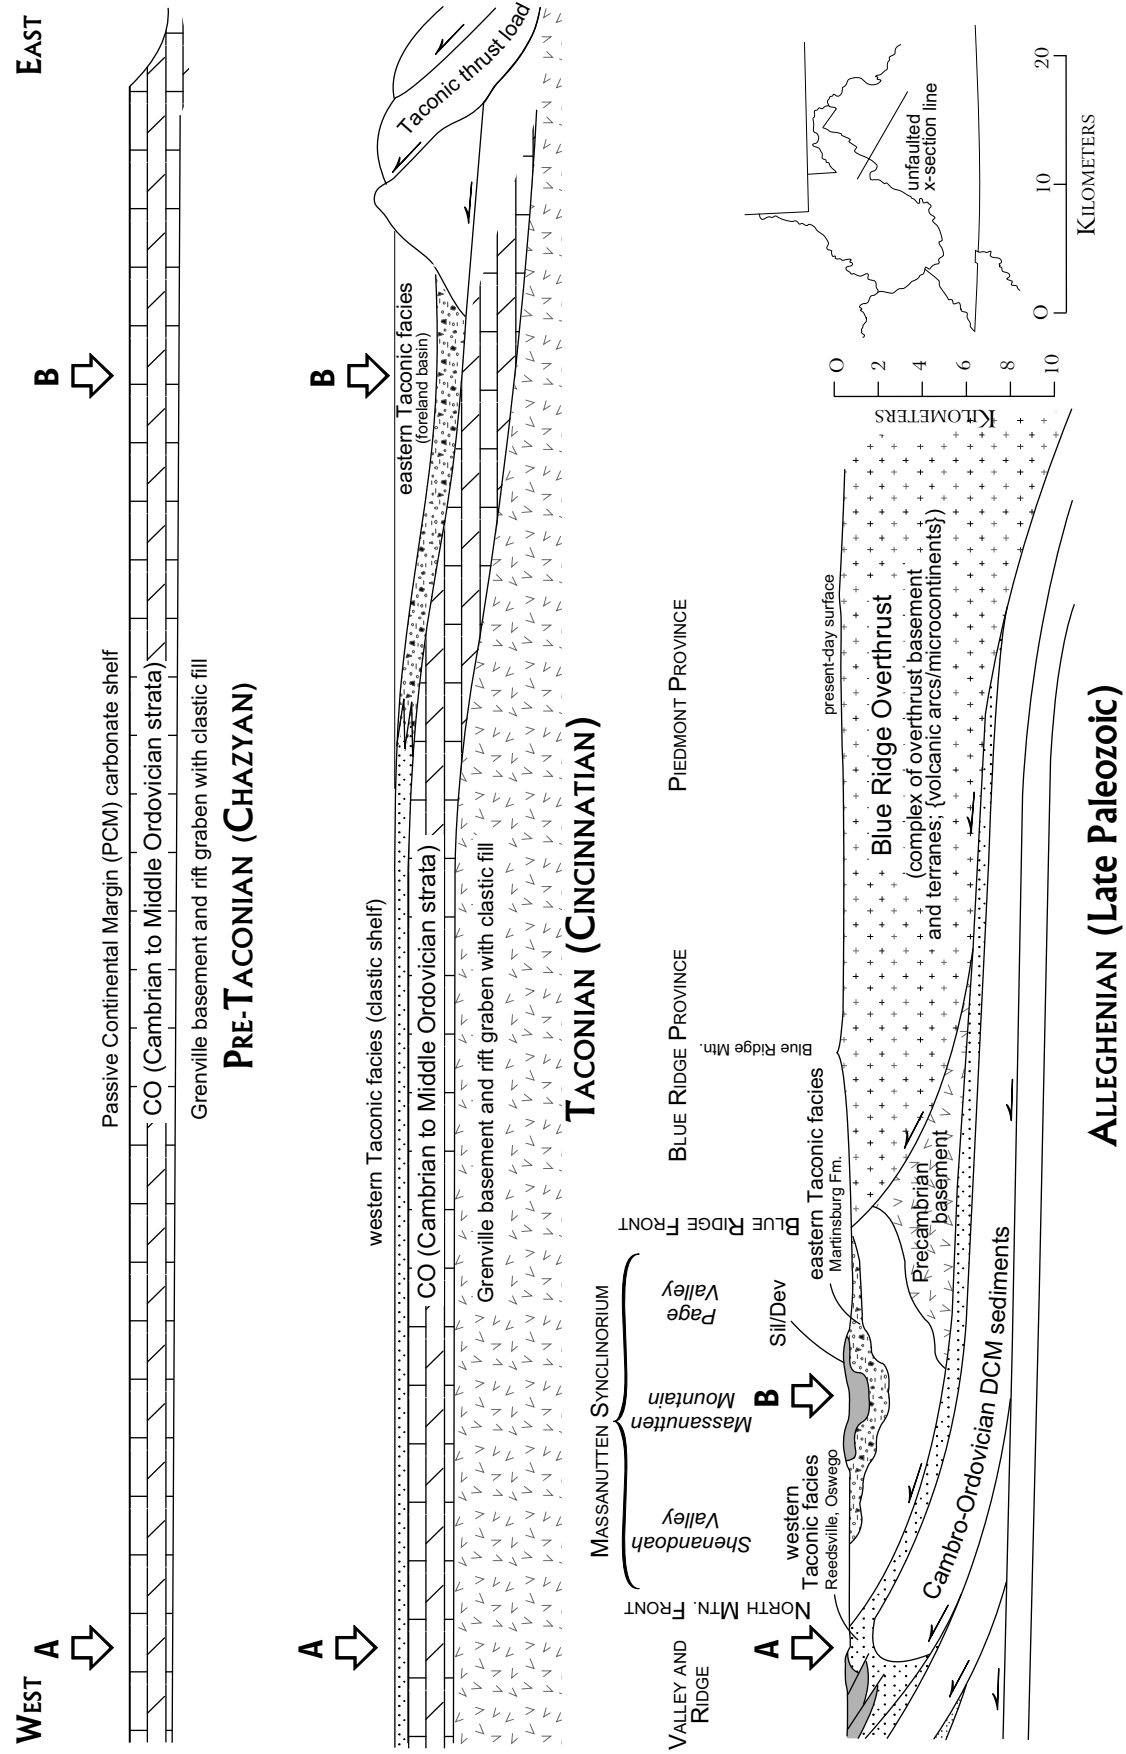 WEST
EAST
A
B
Passive Continental Margin (PCM) carbonate shelf
CO (Cambrian to Middle Ordovician strata)
Grenville basement and rift graben with clastic fill
PRE-TACONIAN (CHAZYAN)
A
B
western Taconic facies (clastic shelf)
eastern Taconic facies
(foreland basin)
Taconic thrust load
CO (Cambrian to Middle Ordovician strata)
Grenville basement and rift graben with clastic fill
TACONIAN (CINCINNATIAN)
VALLEY AND
RIDGE
NORTH MTN. FRONT
MASSANUTTEN SYNCLINORIUM
Shenandoah
Valley
Massanutten
Mountain
Page
Valley
BLUE RIDGE FRONT
BLUE RIDGE PROVINCE
PIEDMONT PROVINCE
A
western
Taconic facies
Reedsville, Oswego
B
Sil/Dev
eastern Taconic facies
Martinsburg Fm.
Blue Ridge Mtn.
present-day surface
Blue Ridge Overthrust
(complex of overthrust basement
and terranes; {volcanic arcs/microcontinents})
Precambrian
basement
Cambro-Ordovician DCM sediments
0
2
4
6
8
10
KILOMETERS
unfaulted
x-section line
0
10
20
KILOMETERS
ALLEGHENIAN (Late Paleozoic)